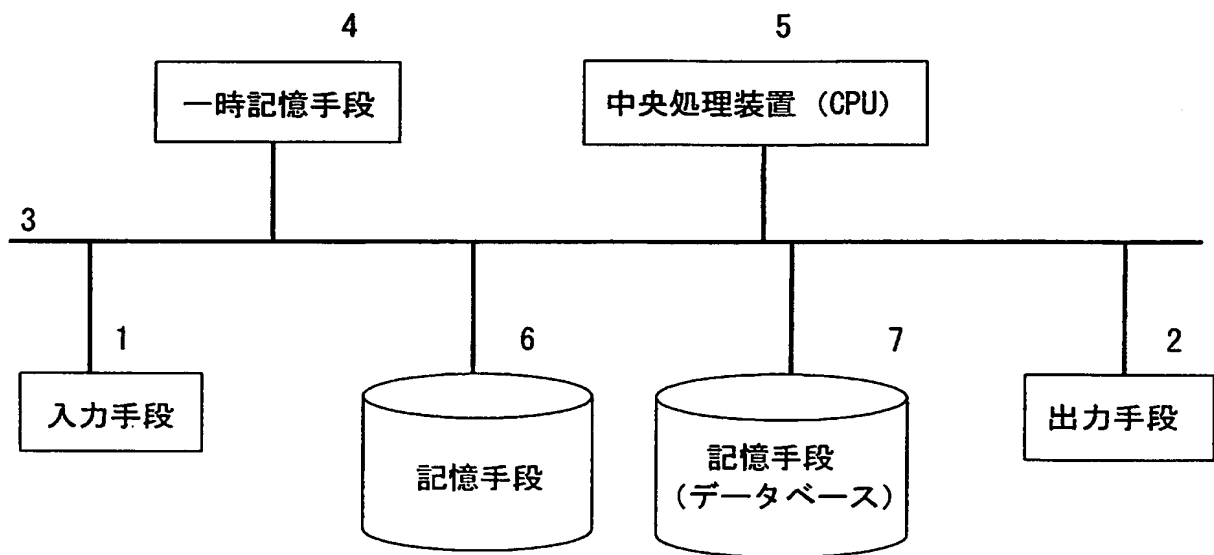 4
5
一時記憶手段
中央処理装置 (CPU)
3
1
6
7
2
入力手段
記憶手段
記憶手段
(データベース)
出力手段